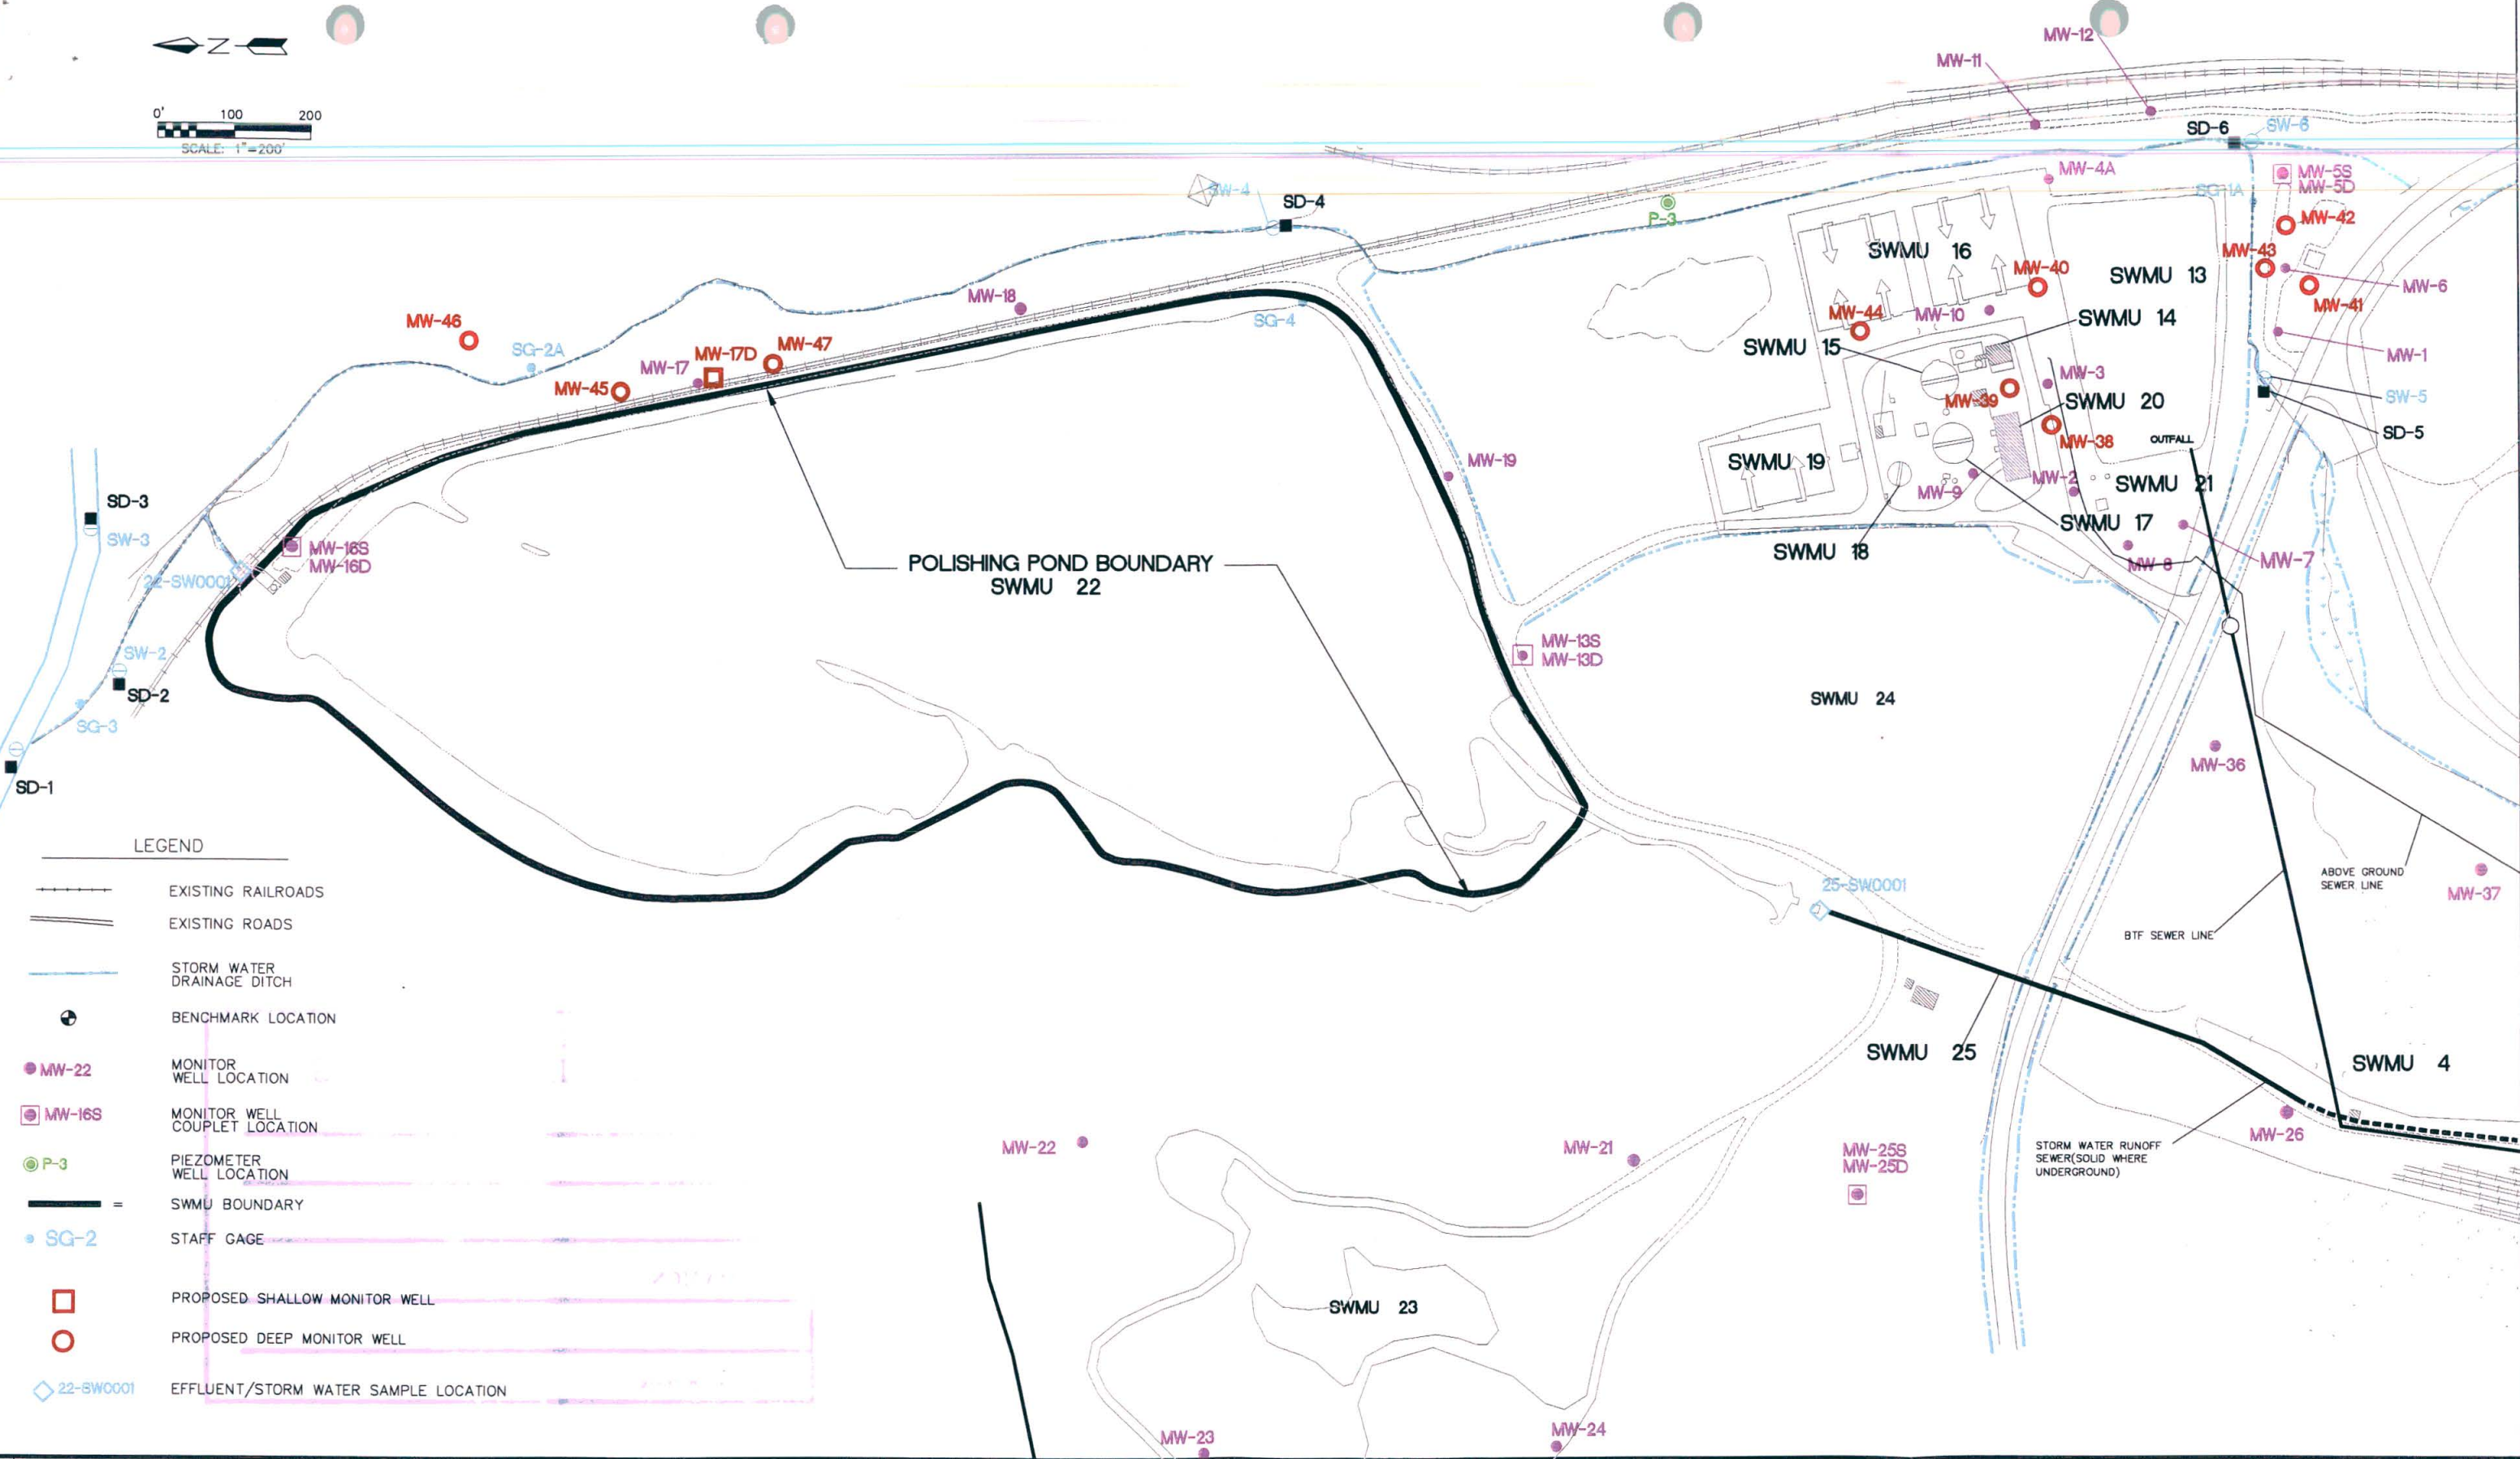 N
0' 100 200
SCALE: 1"=200'
MW-12
MW-11
SD-6
SW-6
SW-4
SD-4
P-3
MW-4A
SG-1A
MW-5S
MW-5D
MW-42
SWMU 16
MW-40
SWMU 13
MW-43
MW-6
MW-41
MW-18
SG-4
MW-44
MW-10
SWMU 14
SWMU 15
MW-1
MW-46
SG-2A
MW-17
MW-17D
MW-47
MW-45
MW-3
MW-39
SWMU 20
SW-5
SD-5
MW-38
OUTFALL
MW-19
SWMU 19
MW-9
MW-2
SWMU 21
SWMU 17
SWMU 18
MW-8
MW-7
SD-3
SW-3
MW-16S
MW-16D
22-SW0001
POLISHING POND BOUNDARY
SWMU 22
SW-2
SD-2
SG-3
SD-1
MW-13S
MW-13D
SWMU 24
MW-36
ABOVE GROUND
SEWER LINE
MW-37
25-SW0001
BTF SEWER LINE
SWMU 25
SWMU 4
MW-26
STORM WATER RUNOFF
SEWER(SOLID WHERE
UNDERGROUND)
MW-22
MW-21
MW-25S
MW-25D
SWMU 23
MW-23
MW-24
LEGEND
EXISTING RAILROADS
EXISTING ROADS
STORM WATER
DRAINAGE DITCH
BENCHMARK LOCATION
MW-22 MONITOR
WELL LOCATION
MW-16S MONITOR WELL
COUPLET LOCATION
P-3 PIEZOMETER
WELL LOCATION
= SWMU BOUNDARY
SG-2 STAFF GAGE
PROPOSED SHALLOW MONITOR WELL
PROPOSED DEEP MONITOR WELL
22-SW0001 EFFLUENT/STORM WATER SAMPLE LOCATION